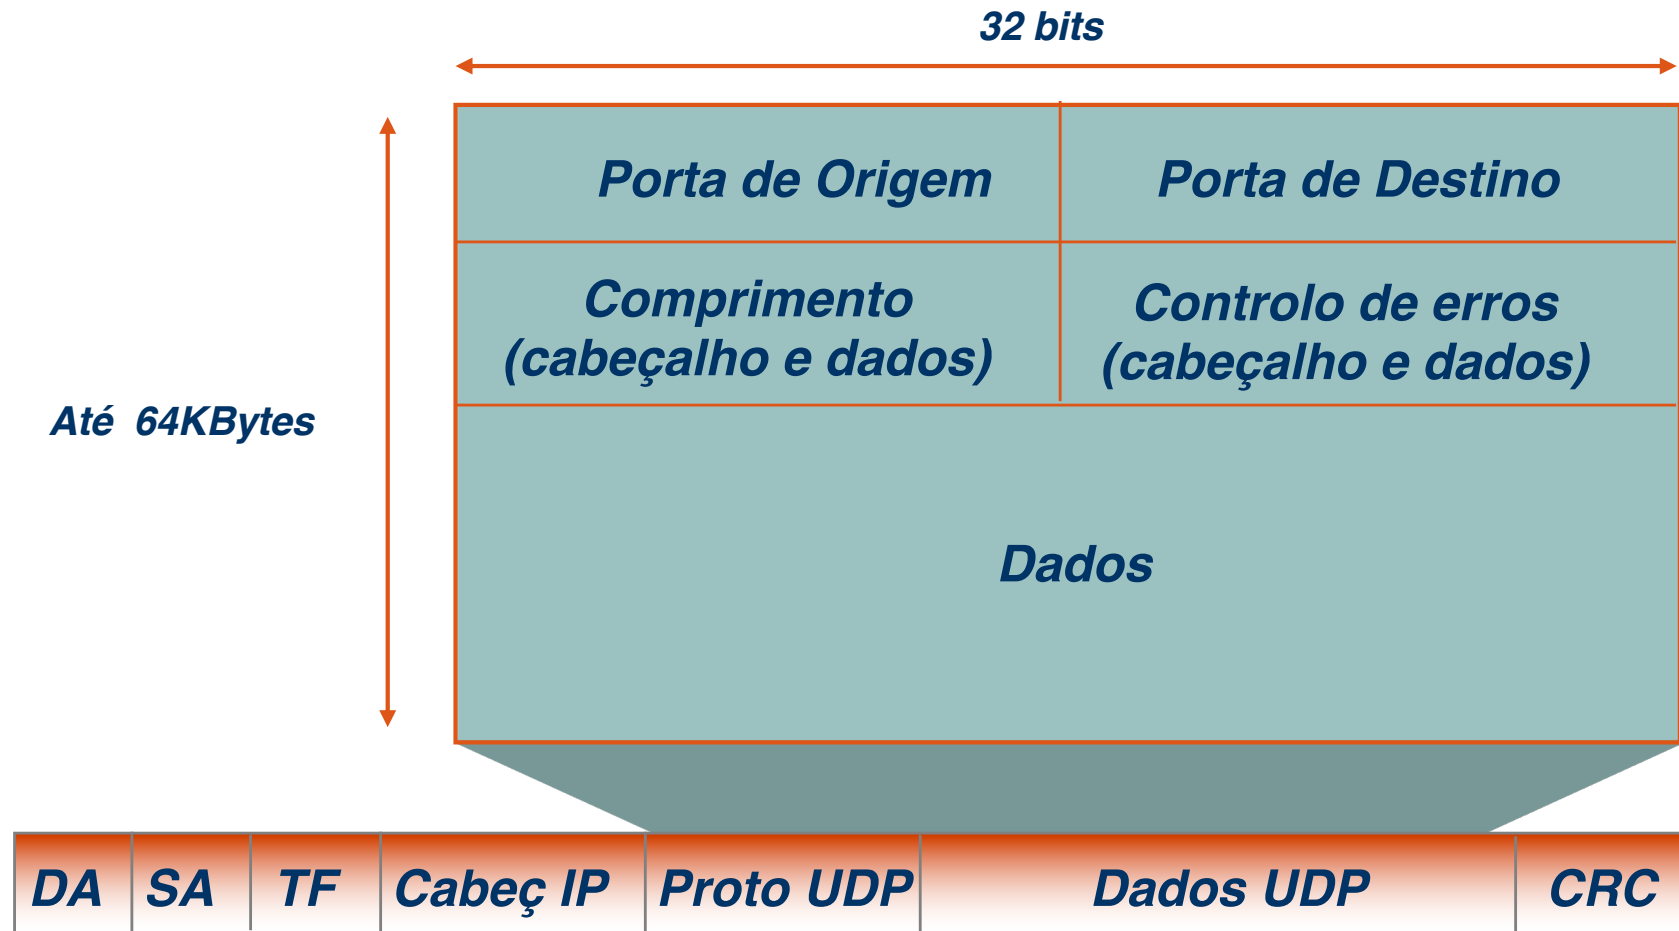 32 bits
Porta de Origem
Porta de Destino
Comprimento
(cabeçalho e dados)
Controlo de erros
(cabeçalho e dados)
Até 64KBytes
Dados
DA
SA
TF
Cabeç IP
Proto UDP
Dados UDP
CRC